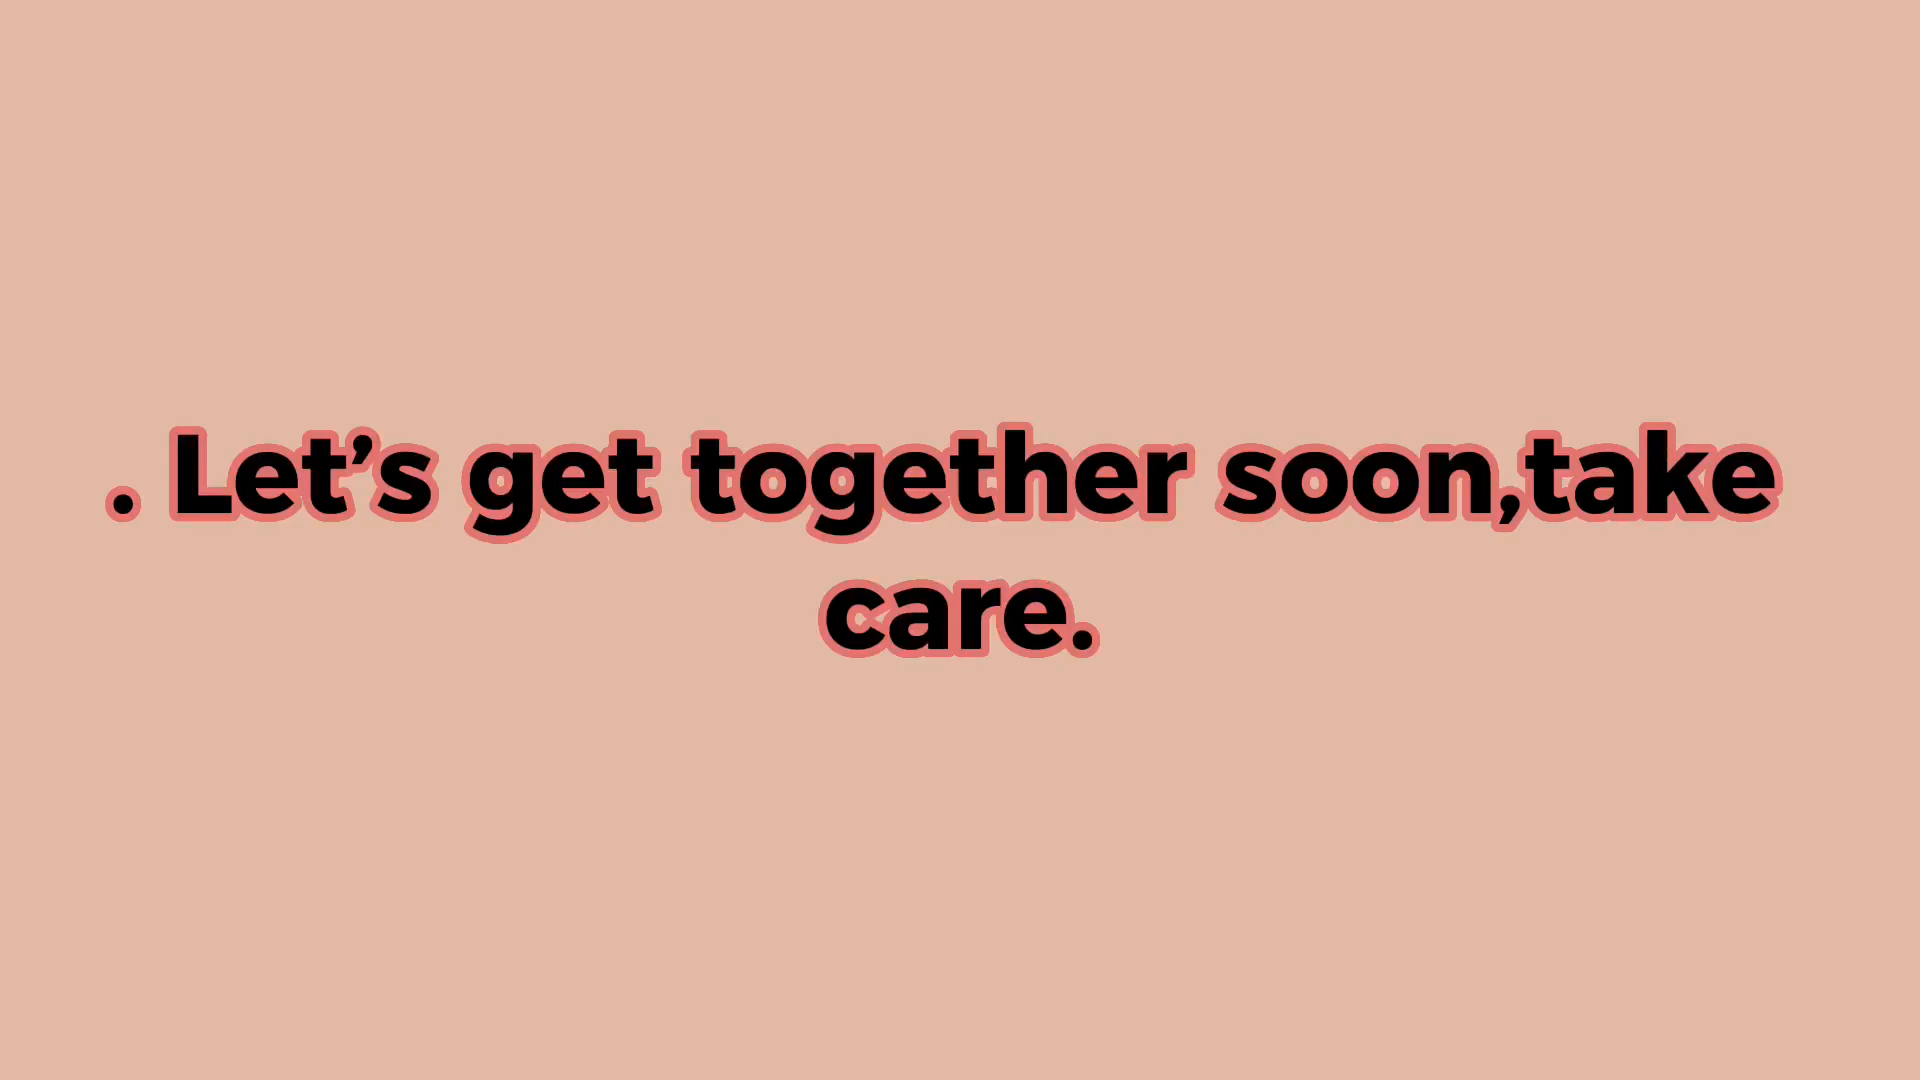 . Let’s get together soon,take
care.